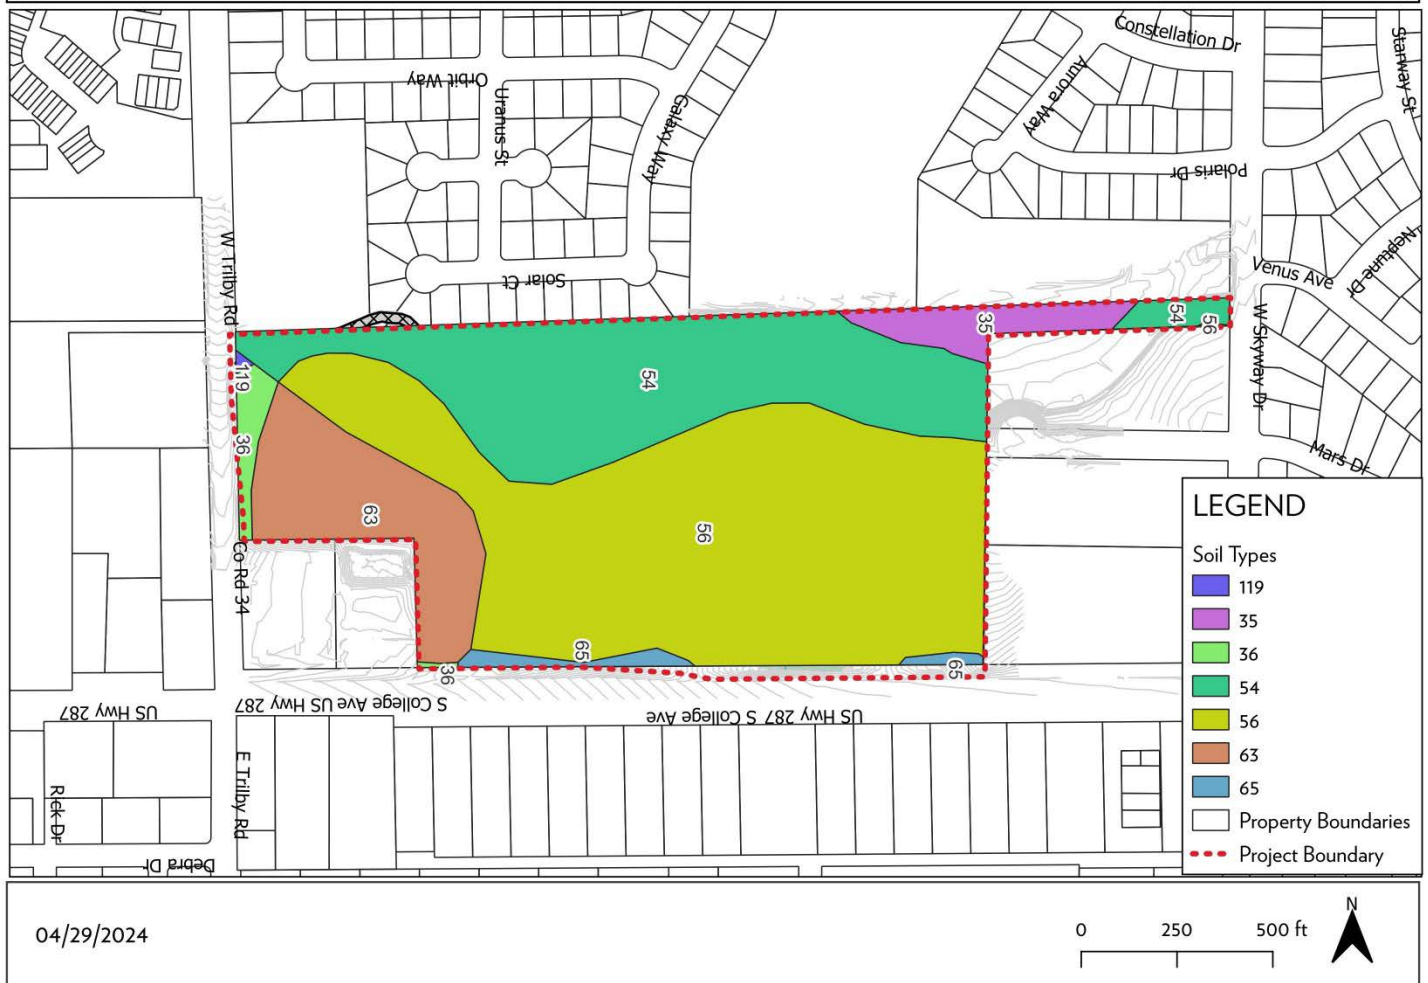 Constellation Dr
Starway St
Orbit Way
Uranus St
Galaxy Way
Aurora Way
Polaris Dr
Neptune Dr
Venus Ave
W Trilby Rd
Solar Ct
W Skyway Dr
Mars Dr
35
54
56
119
54
36
63
56
Co Rd 34
65
65
36
US Hwy 287
S College Ave US Hwy 287
US Hwy 287 S College Ave
E Trilby Rd
Rick Dr
Debra Dr
LEGEND
Soil Types
119
35
36
54
56
63
65
Property Boundaries
Project Boundary
04/29/2024
0 250 500 ft
N